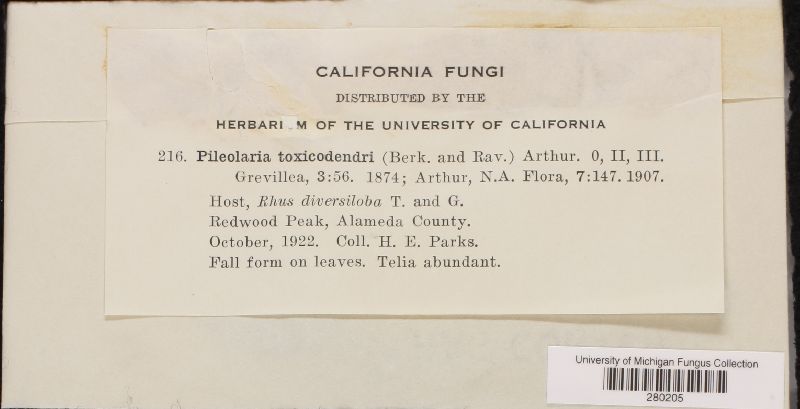 CALIFORNIA FUNGI
DISTRIBUTED BY THE
HERBARI M OF THE UNIVERSITY OF CALIFORNIA
216. Pileolaria toxicodendri (Berk. and Rav.) Arthur. 0, II, III.
Grevillea, 3:56. 1874; Arthur, N.A. Flora, 7:147. 1907.
Host, Rhus diversiloba T. and G.
Redwood Peak, Alameda County.
October, 1922. Coll. H. E. Parks.
Fall form on leaves. Telia abundant.
University of Michigan Fungus Collection
280205